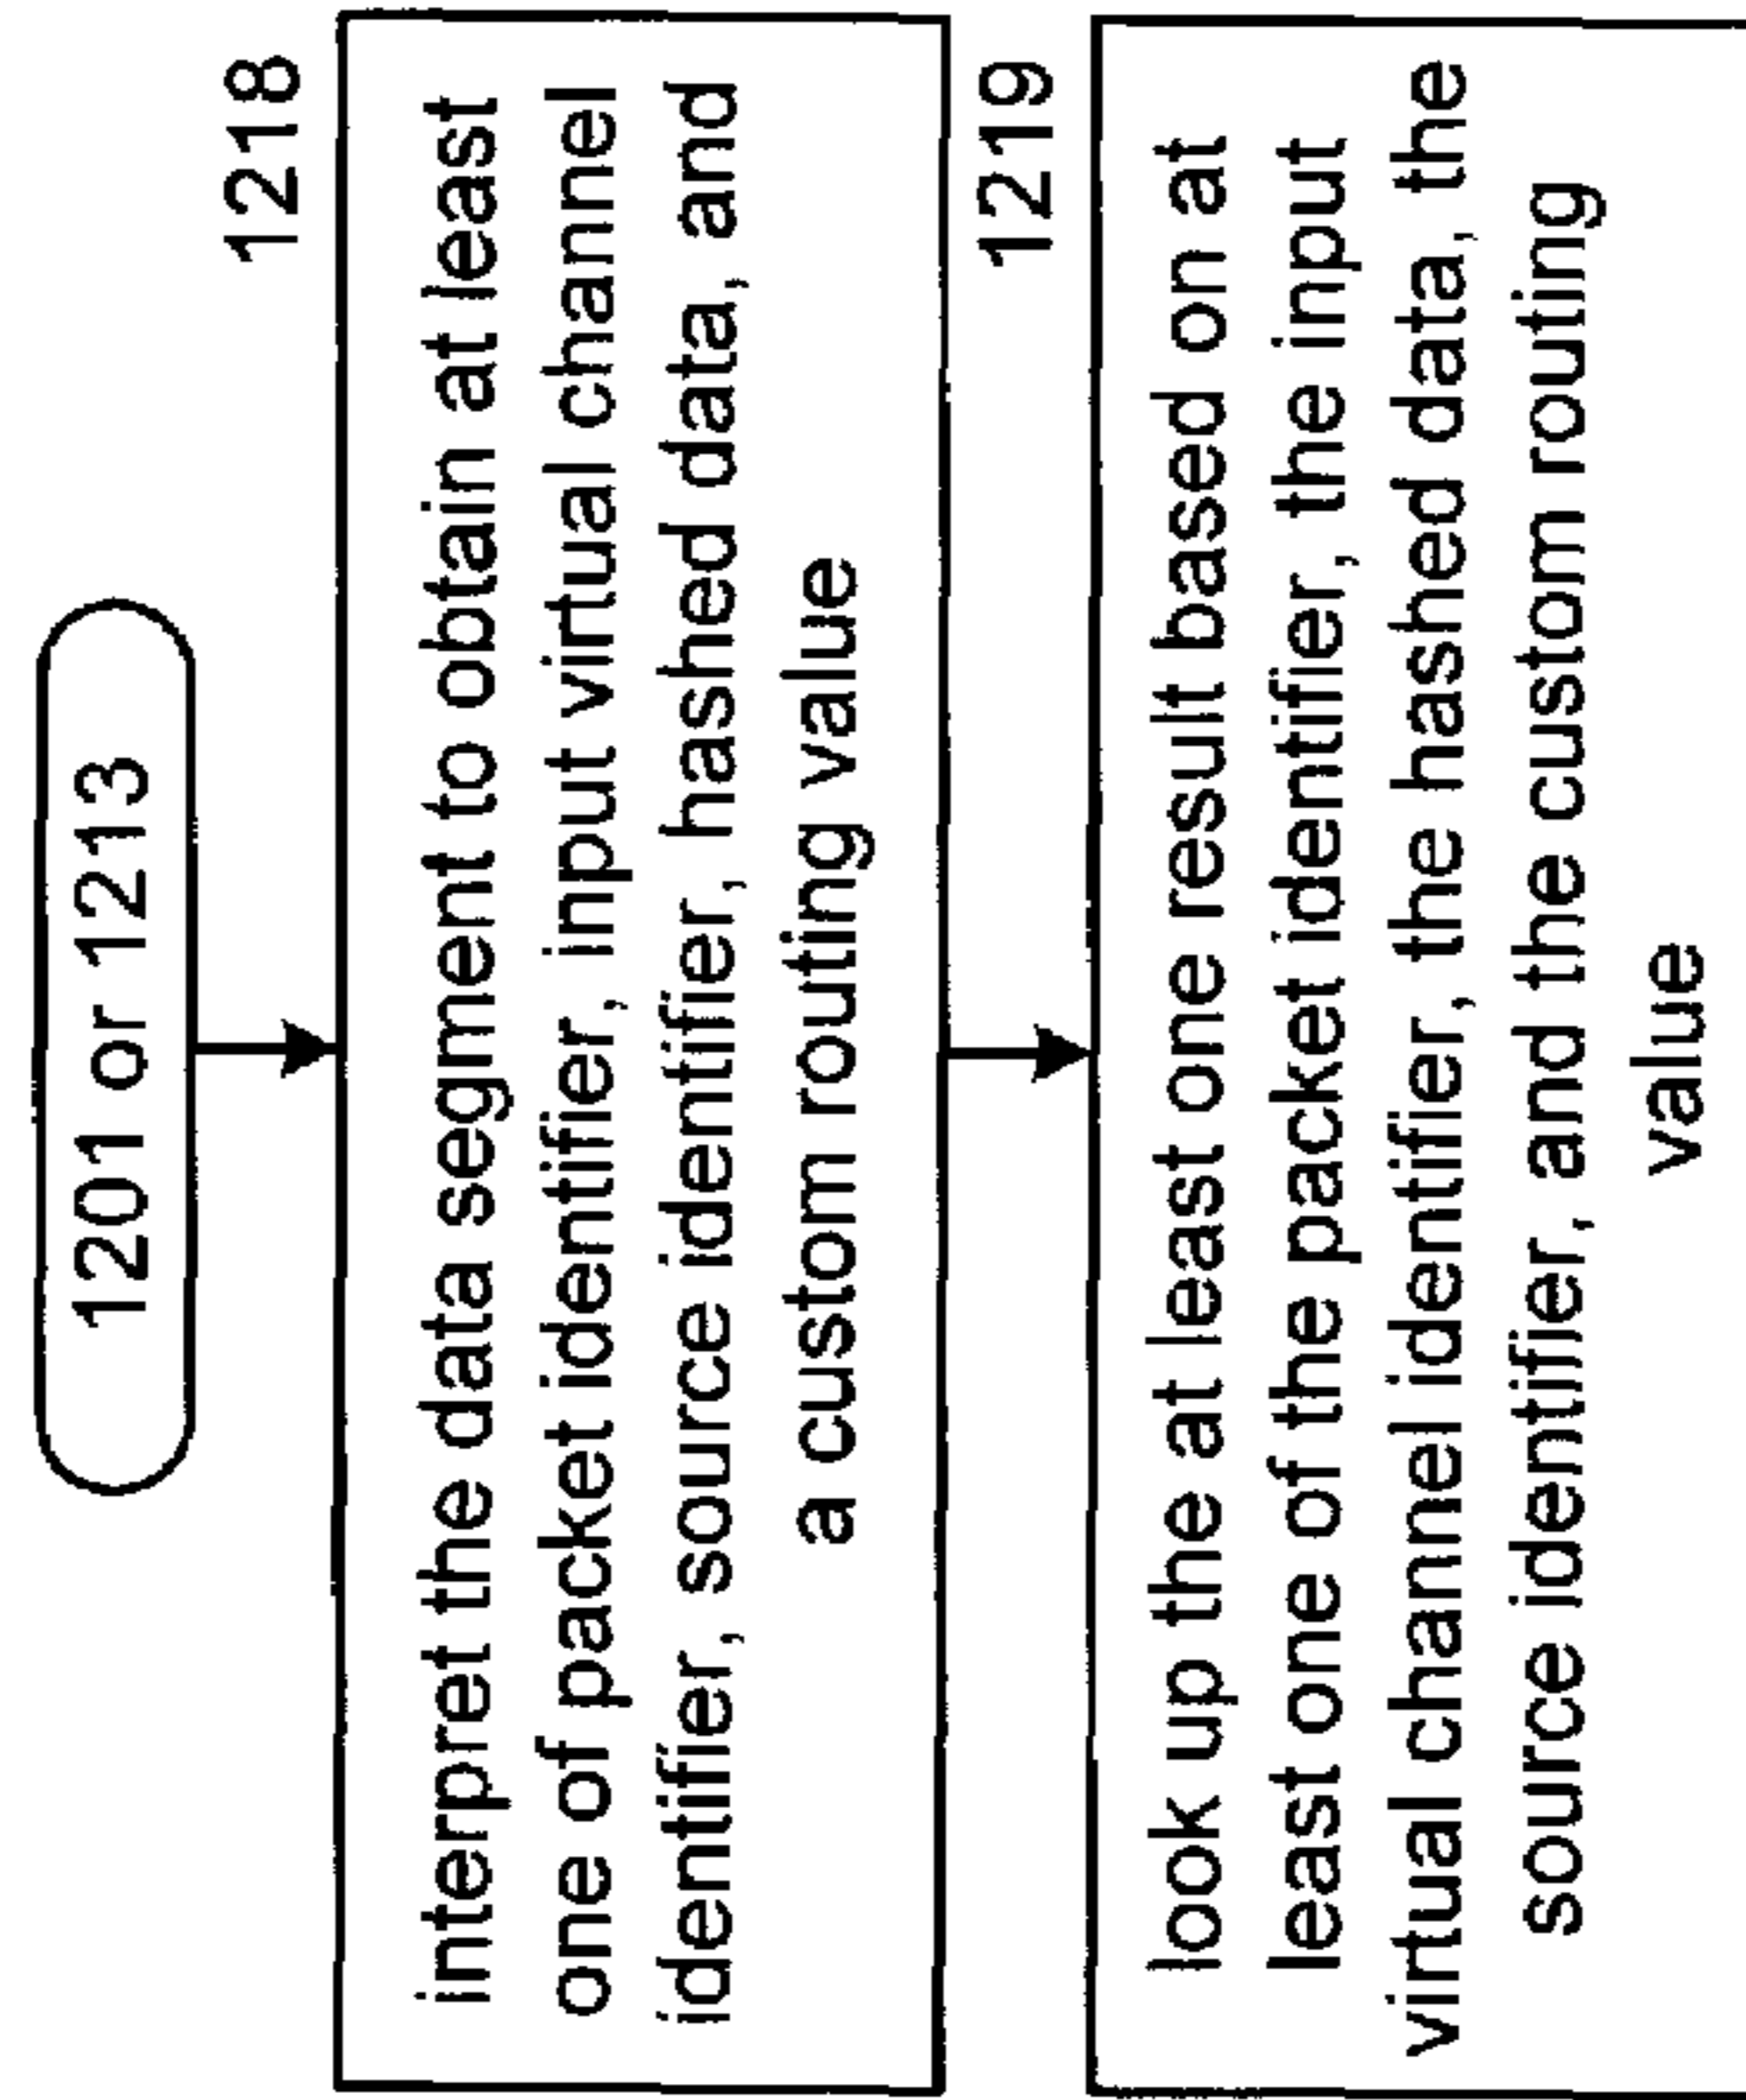 1201 or 1213
1218
interpret the data segment to obtain at least
one of packet identifier, input virtual channel
identifier, source identifier, hashed data, and
a custom routing value
1219
look up the at least one result based on at
least one of the packet identifier, the input
virtual channel identifier, the hashed data, the
source identifier, and the custom routing
value